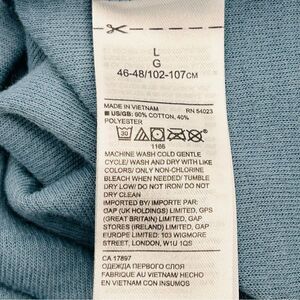 L
G
46-48/102-107CM
MADE IN VIETNAM RN 54023
US/GB: 60% COTTON, 40%
POLYESTER
30
1166
MACHINE WASH COLD GENTLE
CYCLE/ WASH AND DRY WITH LIKE
COLORS/ ONLY NON-CHLORINE
BLEACH WHEN NEEDED/ TUMBLE
DRY LOW/ DO NOT IRON/ DO NOT
DRY CLEAN
IMPORTED BY/ IMPORTE PAR:
GAP (UK HOLDINGS) LIMITED, GPS
(GREAT BRITAIN) LIMITED, GAP
STORES (IRELAND) LIMITED, GAP
EUROPE LIMITED: 103 WIGMORE
STREET, LONDON, W1U 1QS
CA 17897
ОДЕЖДА ПЕРВОГО СЛОЯ
FABRIQUE AU VIETNAM/ HECHO
EN VIETNAM CON INSUMOS